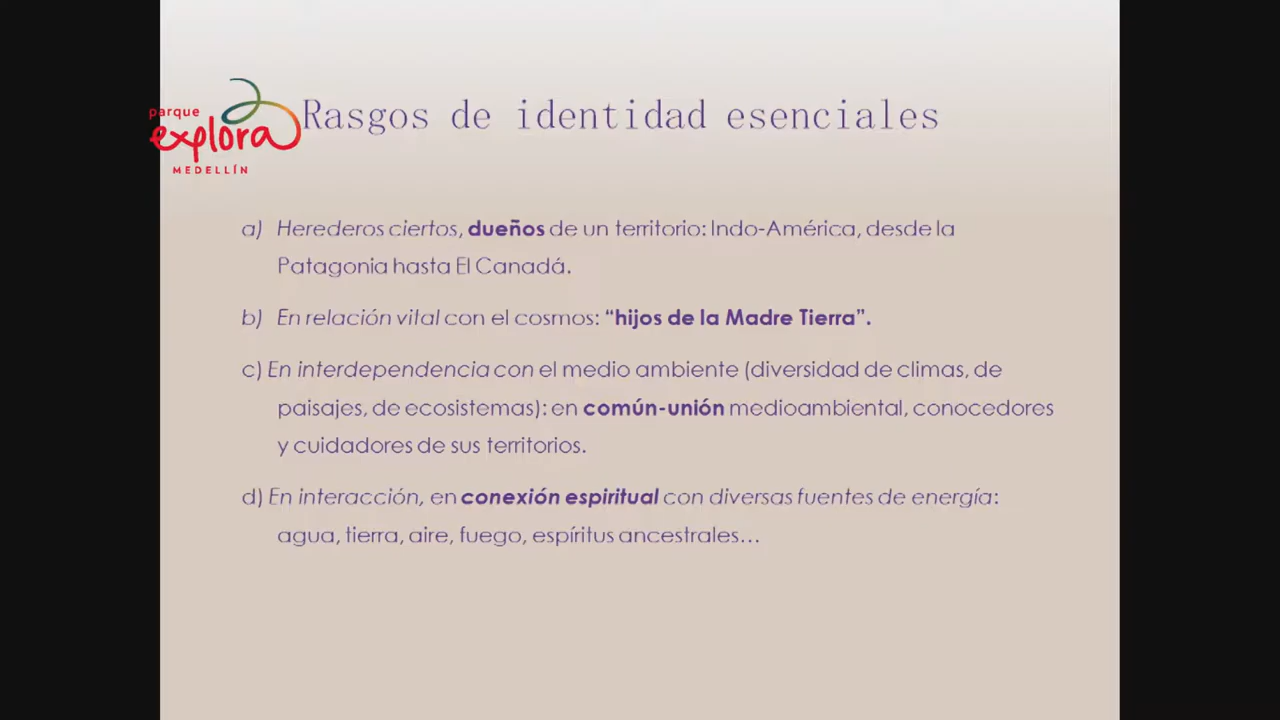 parque
explora
MEDELLÍN
Rasgos de identidad esenciales
a) Herederos ciertos, dueños de un territorio: Indo-América, desde la
Patagonia hasta El Canadá.
b) En relación vital con el cosmos: “hijos de la Madre Tierra”.
c) En interdependencia con el medio ambiente (diversidad de climas, de
paisajes, de ecosistemas): en común-unión medioambiental, conocedores
y cuidadores de sus territorios.
d) En interacción, en conexión espiritual con diversas fuentes de energía:
agua, tierra, aire, fuego, espíritus ancestrales…